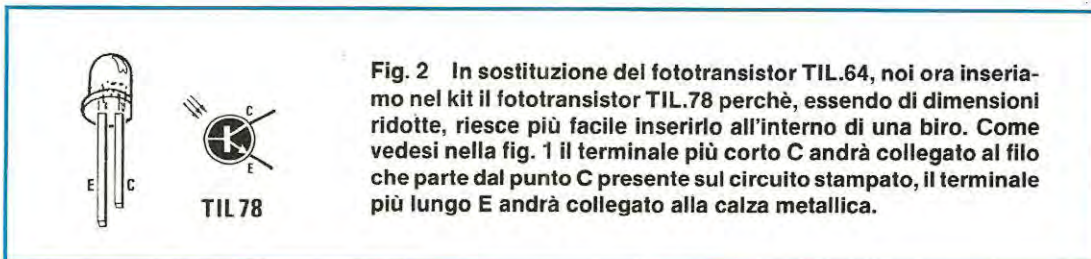 E C
C
E
TIL78
Fig. 2 In sostituzione del fototransistor TIL.64, noi ora inseria-
mo nel kit il fototransistor TIL.78 perchè, essendo di dimensioni
ridotte, riesce più facile inserirlo all'interno di una biro. Come
vedesi nella fig. 1 il terminale più corto C andrà collegato al filo
che parte dal punto C presente sul circuito stampato, il terminale
più lungo E andrà collegato alla calza metallica.